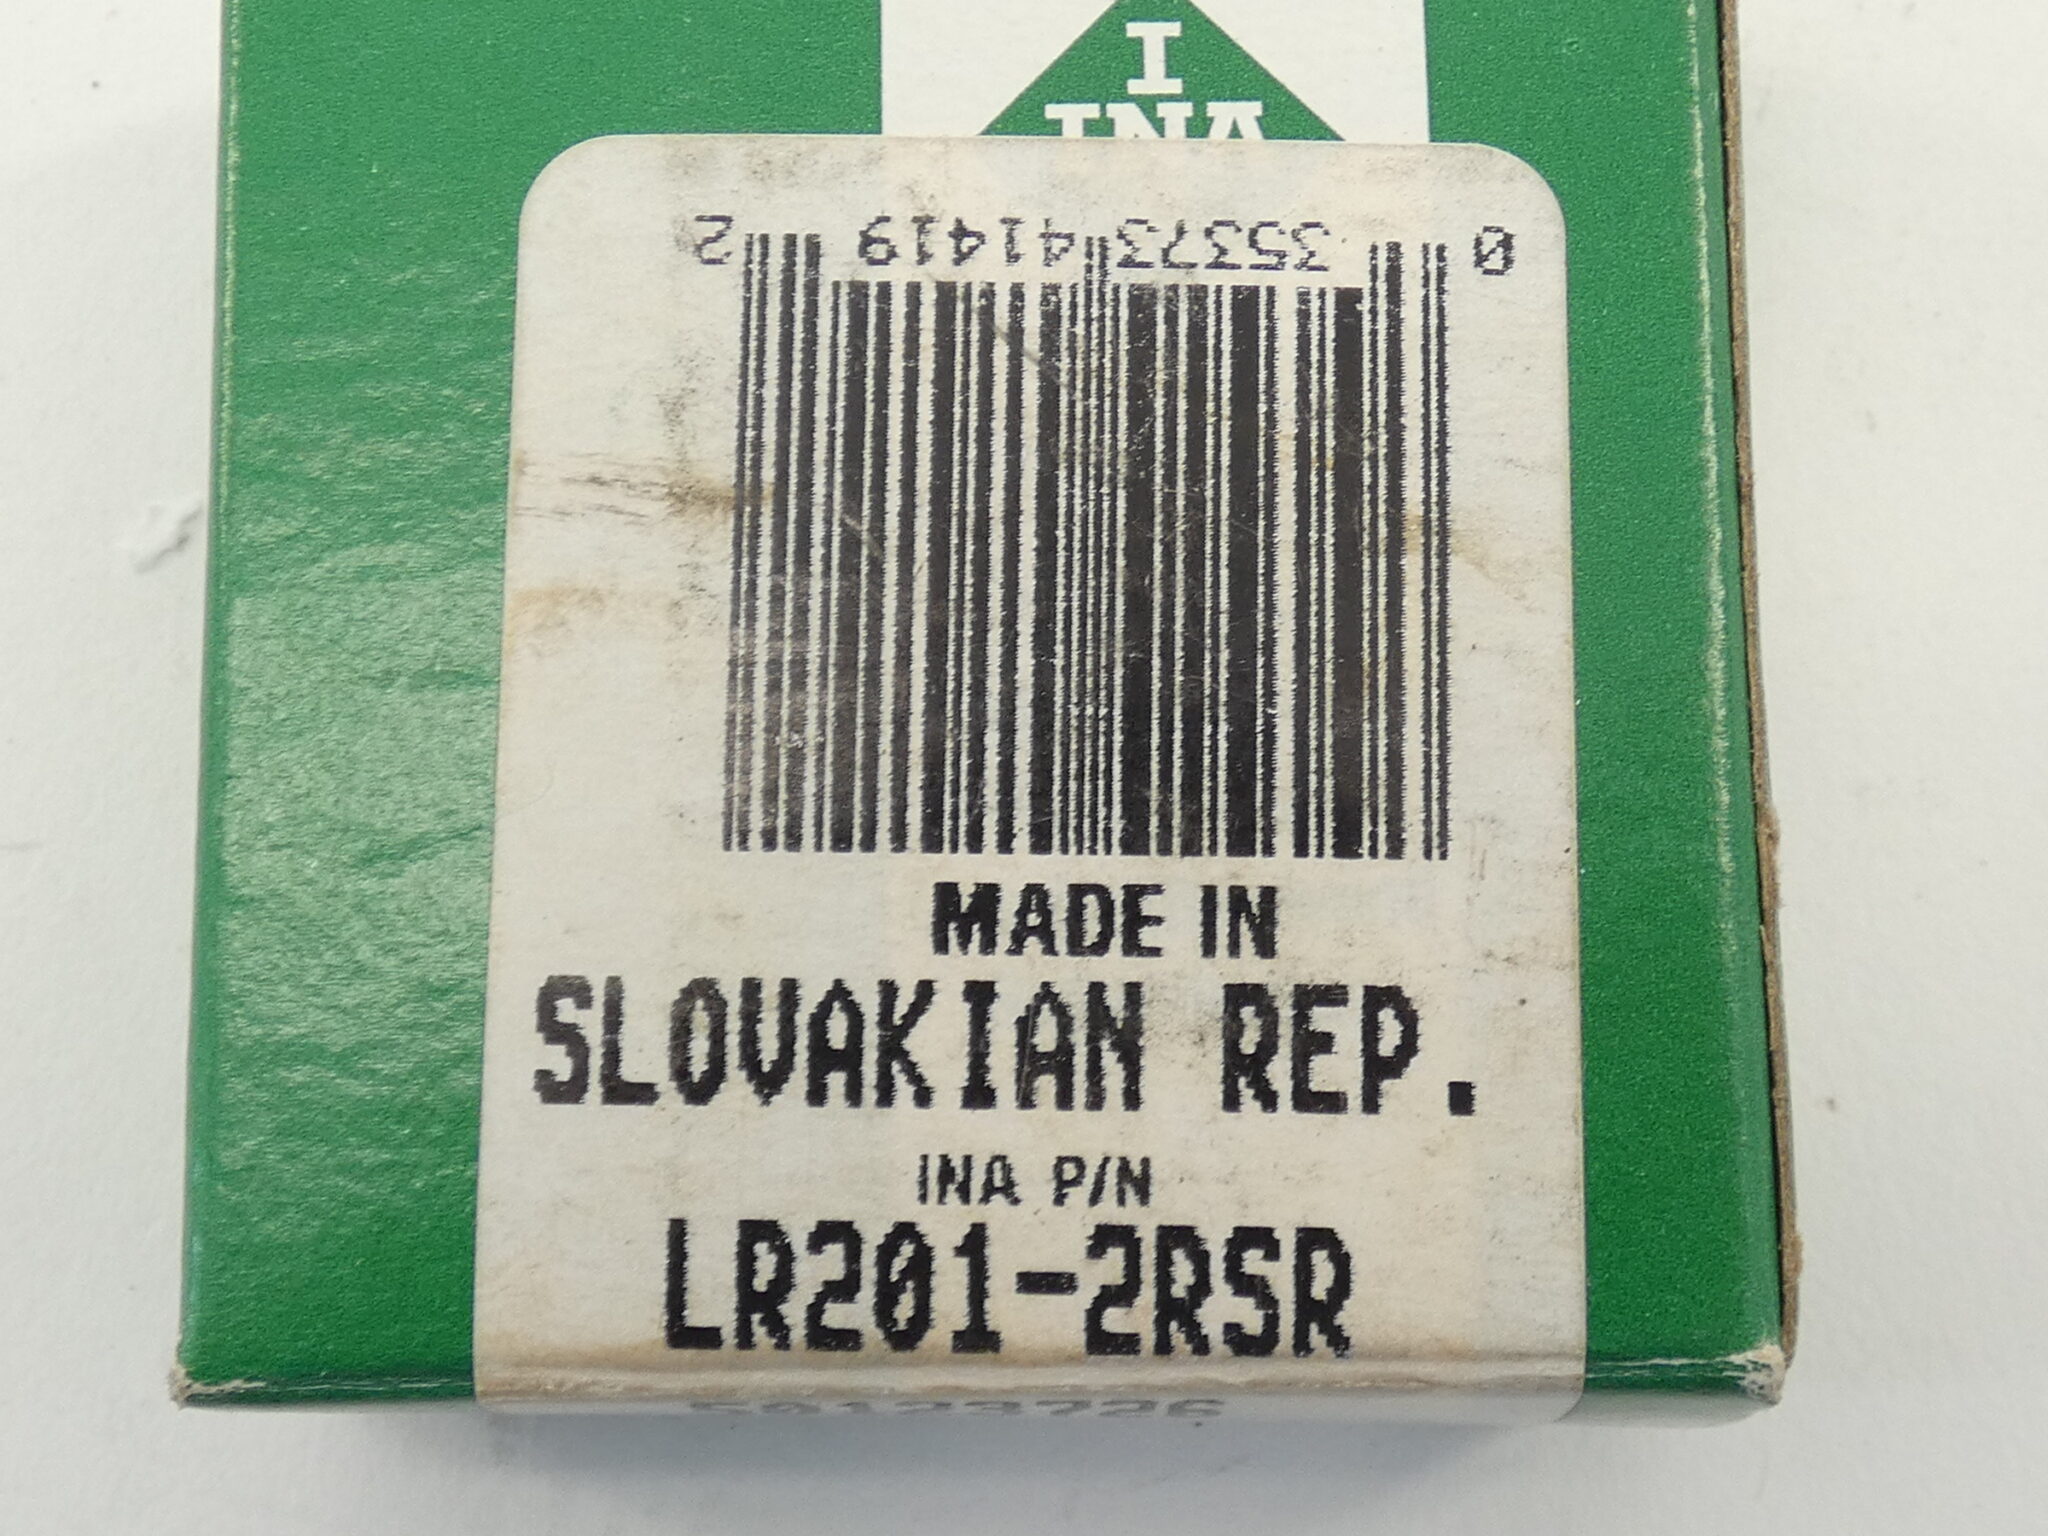 I
INA
0 35373 41419 2
MADE IN
SLOVAKIAN REP.
INA P/N
LR201-2RSR